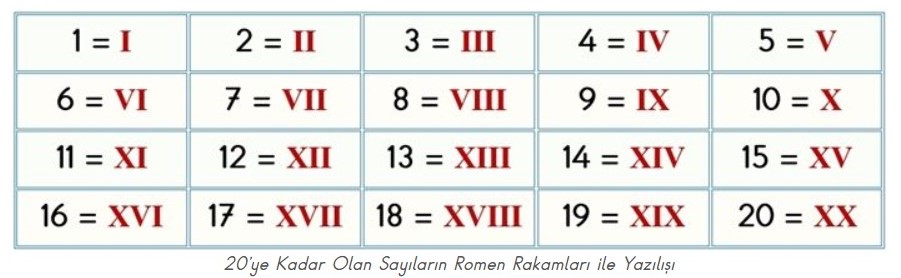 1 = I 2 = II 3 = III 4 = IV 5 = V
6 = VI 7 = VII 8 = VIII 9 = IX 10 = X
11 = XI 12 = XII 13 = XIII 14 = XIV 15 = XV
16 = XVI 17 = XVII 18 = XVIII 19 = XIX 20 = XX
20'ye Kadar Olan Sayıların Romen Rakamları ile Yazılışı